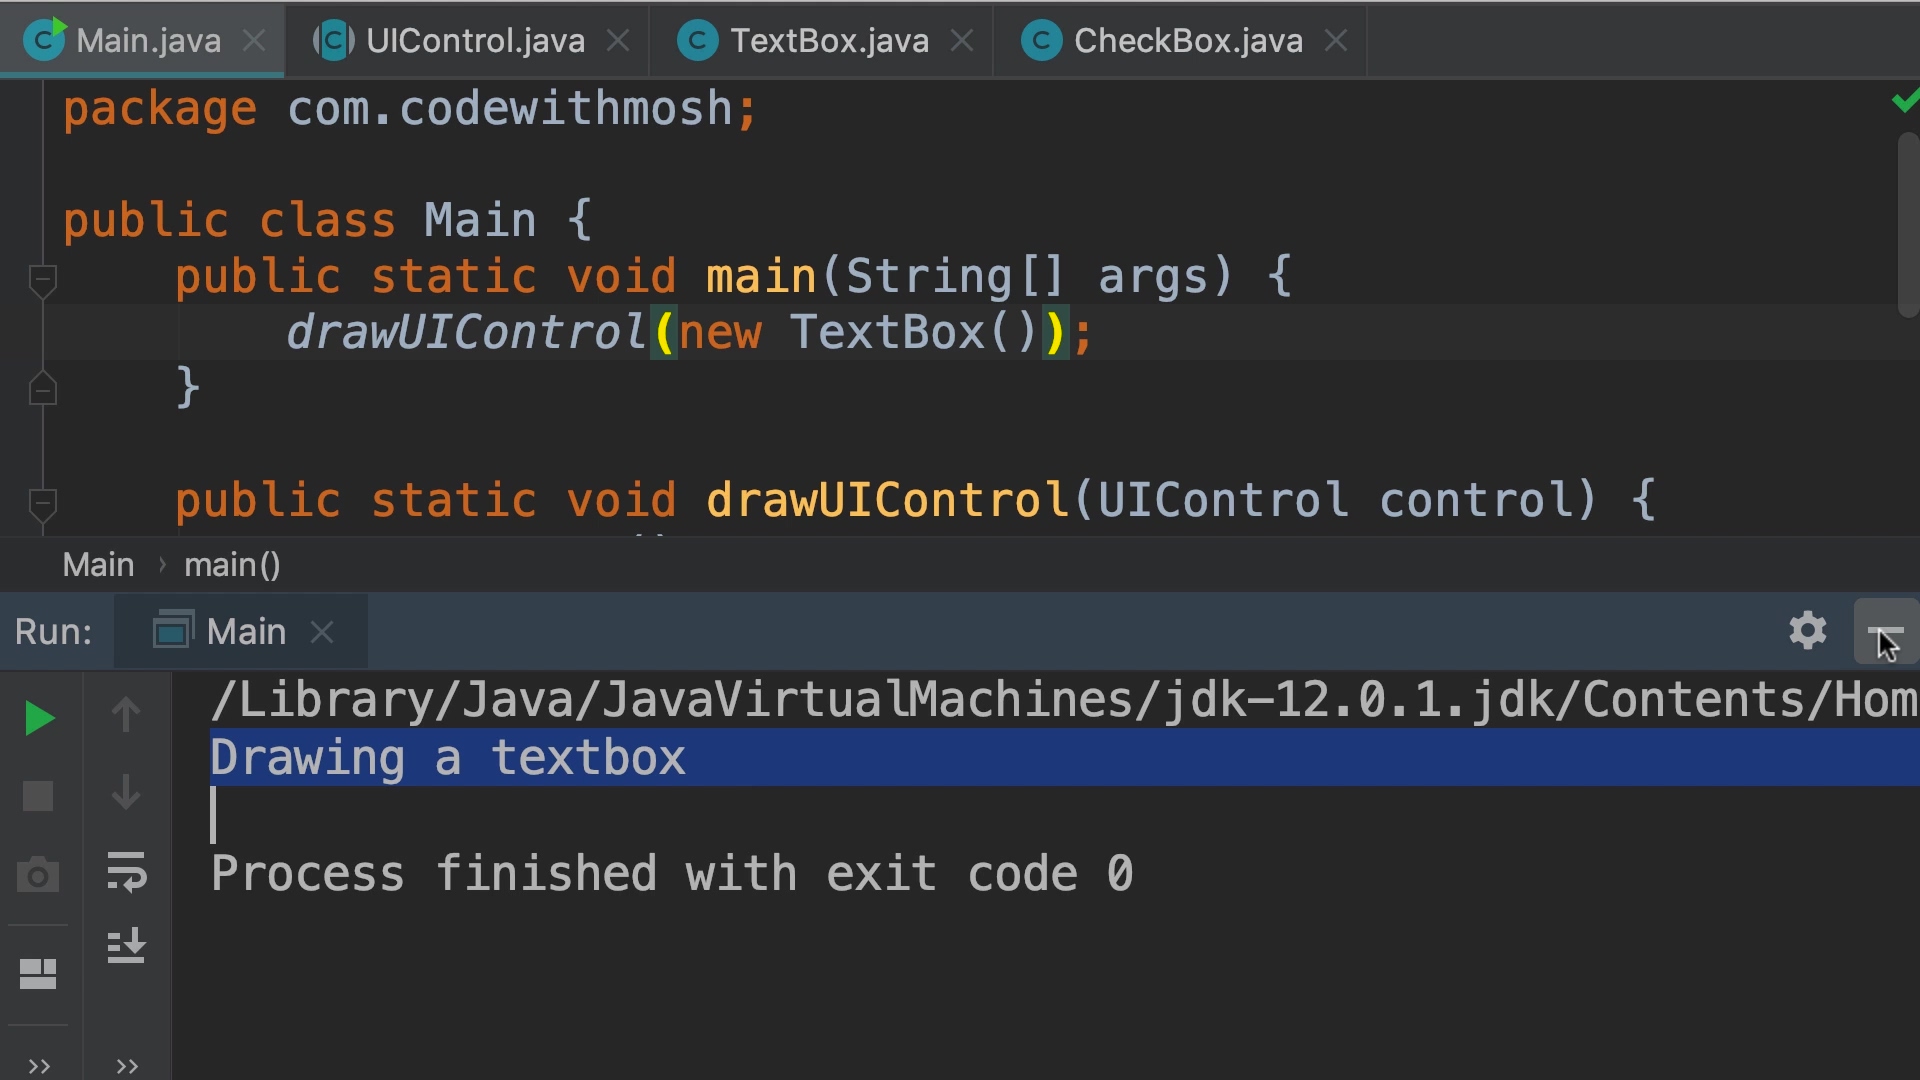 Main.java UIControl.java TextBox.java CheckBox.java
package com.codewithmosh;
public class Main {
public static void main(String[] args) {
drawUIControl(new TextBox());
}
public static void drawUIControl(UIControl control) {
Main › main()
Run: Main
/Library/Java/JavaVirtualMachines/jdk-12.0.1.jdk/Contents/Hom
Drawing a textbox
Process finished with exit code 0